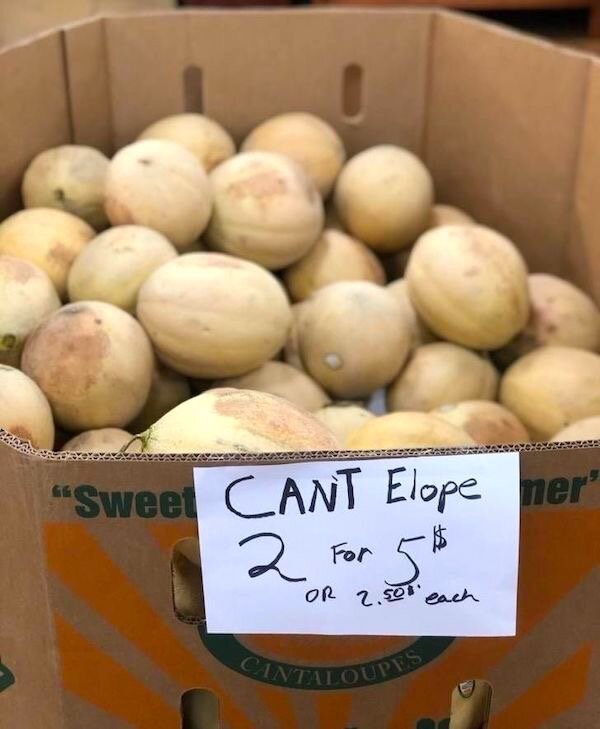 "Sweet
mer"
CANT Elope
2 For 5$
OR 2.50¢ each
CANTALOUPES